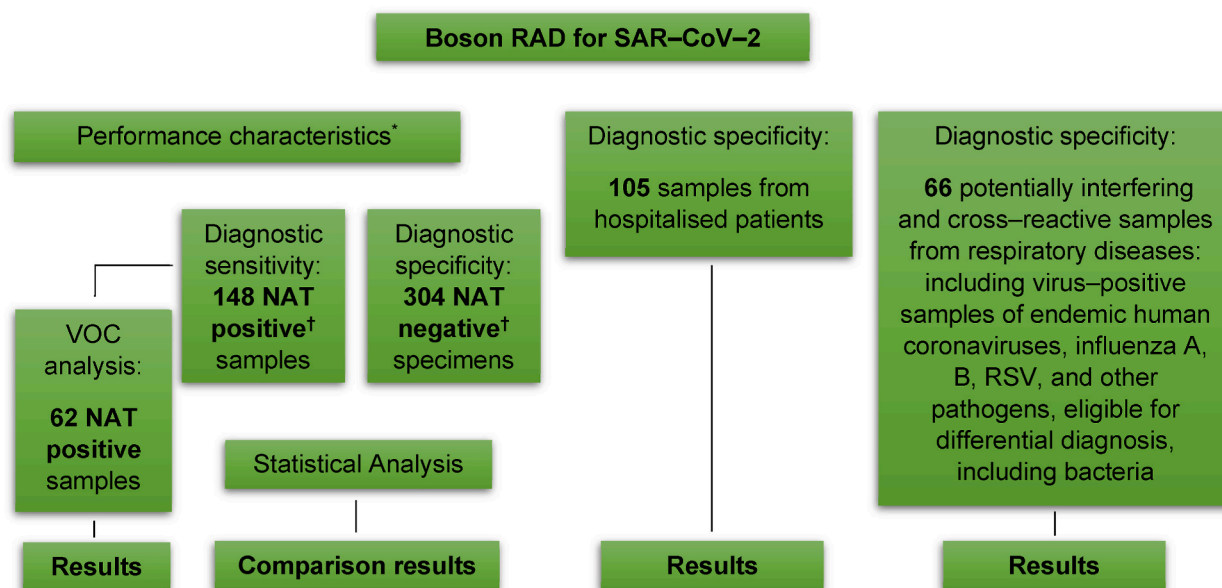 Boson RAD for SAR–CoV–2
Performance characteristics*
Diagnostic
sensitivity:
148 NAT
positive†
samples
Diagnostic
specificity:
304 NAT
negative†
specimens
VOC
analysis:
62 NAT
positive
samples
Statistical Analysis
Results
Comparison results
Diagnostic specificity:
105 samples from
hospitalised patients
Results
Diagnostic specificity:
66 potentially interfering
and cross–reactive samples
from respiratory diseases:
including virus–positive
samples of endemic human
coronaviruses, influenza A,
B, RSV, and other
pathogens, eligible for
differential diagnosis,
including bacteria
Results